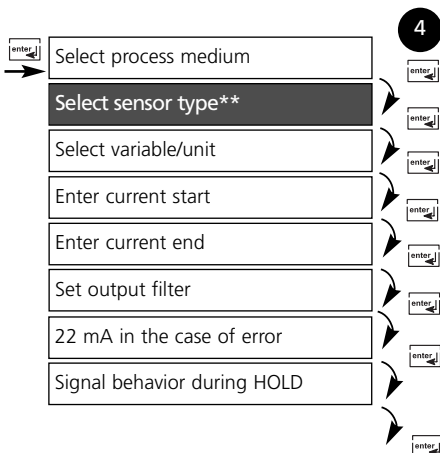 4
enter
Select process medium
enter
Select sensor type**
enter
Select variable/unit
enter
Enter current start
enter
Enter current end
enter
Set output filter
enter
22 mA in the case of error
enter
Signal behavior during HOLD
enter